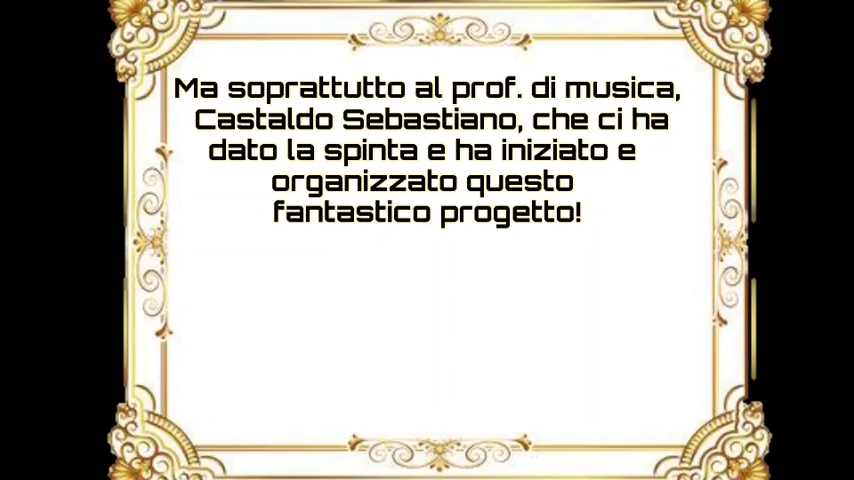 Ma soprattutto al prof. di musica,
Castaldo Sebastiano, che ci ha
dato la spinta e ha iniziato e
organizzato questo
fantastico progetto!